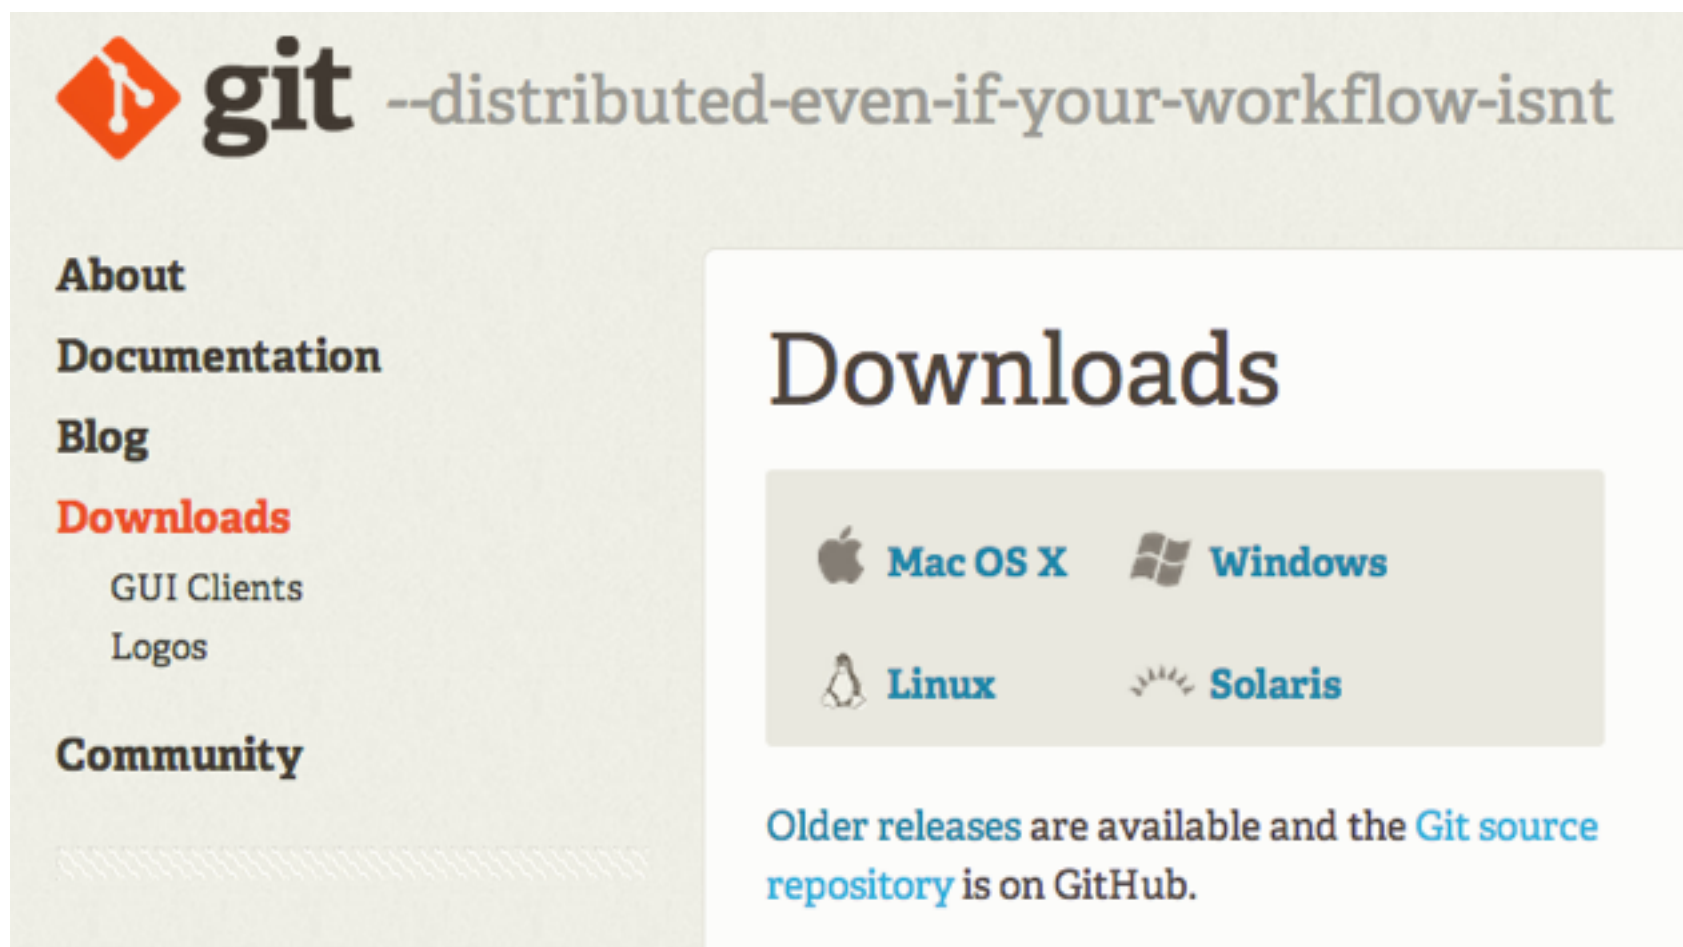 git --distributed-even-if-your-workflow-isnt
About
Documentation
Blog
Downloads
GUI Clients
Logos
Community
Downloads
Mac OS X
Windows
Linux
Solaris
Older releases are available and the Git source
repository is on GitHub.